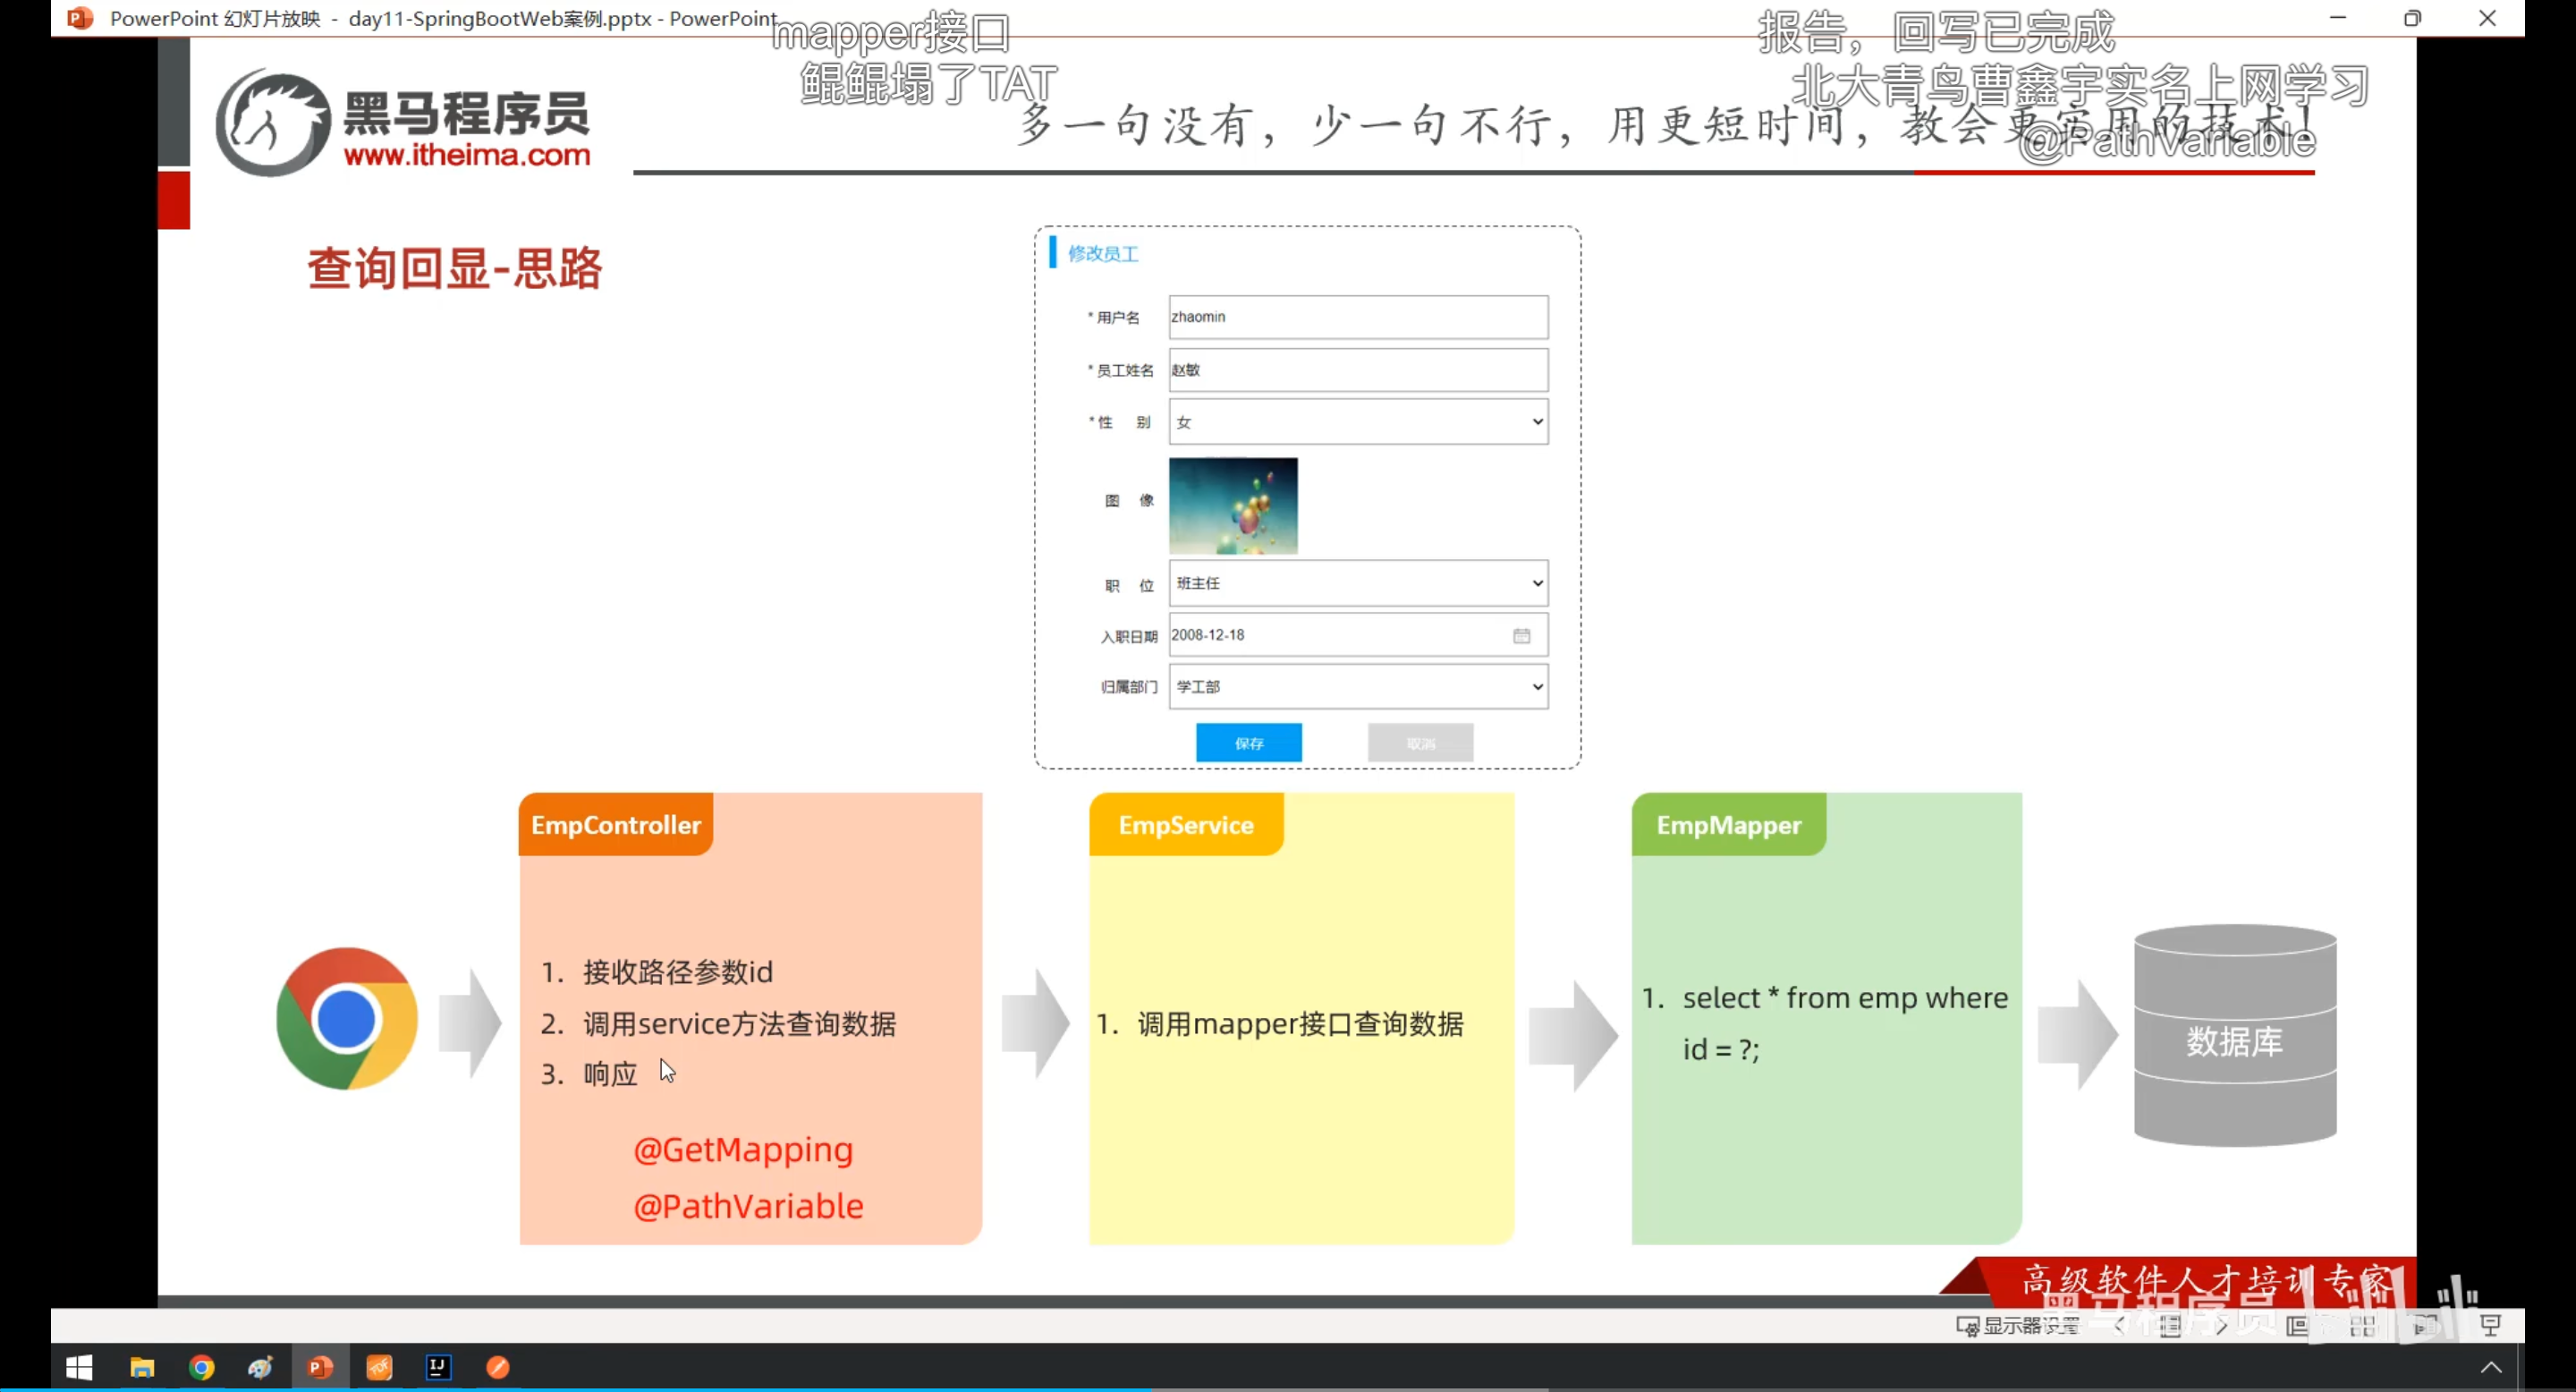 PowerPoint 幻灯片放映 - day11-SpringBootWeb案例.pptx - PowerPoint
mapper接口
报告，回写已完成
鲲鲲塌了TAT
北大青鸟曹鑫宇实名上网学习
@PathVariable
黑马程序员
www.itheima.com
多一句没有，少一句不行，用更短时间，教会更实用的技术！
查询回显-思路
修改员工
* 用户名 zhaomin
* 员工姓名 赵敏
* 性 别 女
图 像
职 位 班主任
入职日期 2008-12-18
归属部门 学工部
保存 取消
EmpController
1. 接收路径参数id
2. 调用service方法查询数据
3. 响应
@GetMapping
@PathVariable
EmpService
1. 调用mapper接口查询数据
EmpMapper
1. select * from emp where
id = ?;
数据库
高级软件人才培训专家
黑马程序员
显示器设置